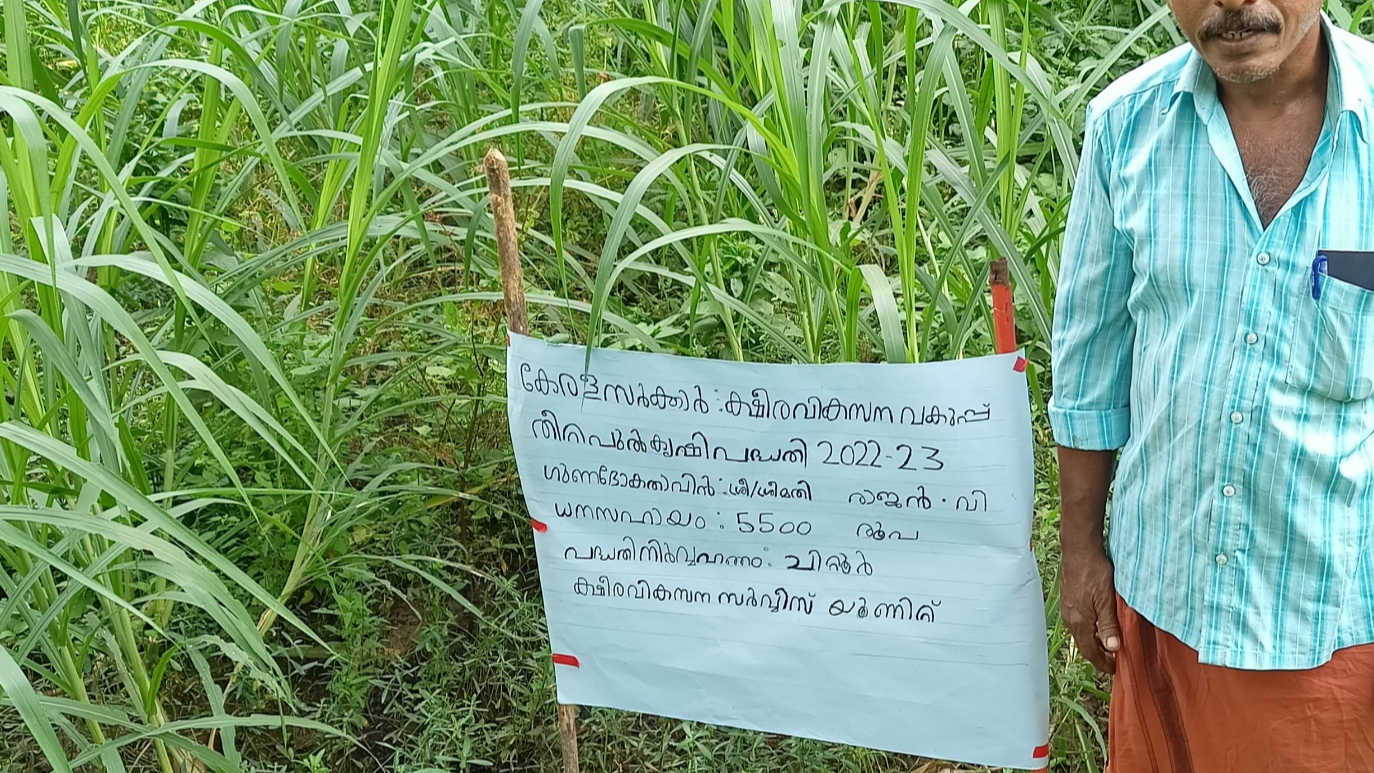 കേരളസർക്കാർ : ക്ഷീരവികസന വകുപ്പ്
തീറ്റപുൽകൃഷിപദ്ധതി 2022-23
ഗുണഭോക്താവിൻ : ശ്രീ/ശ്രീമതി രാജൻ . വി
ധനസഹായം : 5500 രൂപ
പദ്ധതിനിർവ്വഹണം : ചിറ്റൂർ
ക്ഷീരവികസന സർവ്വീസ് യൂണിറ്റ്